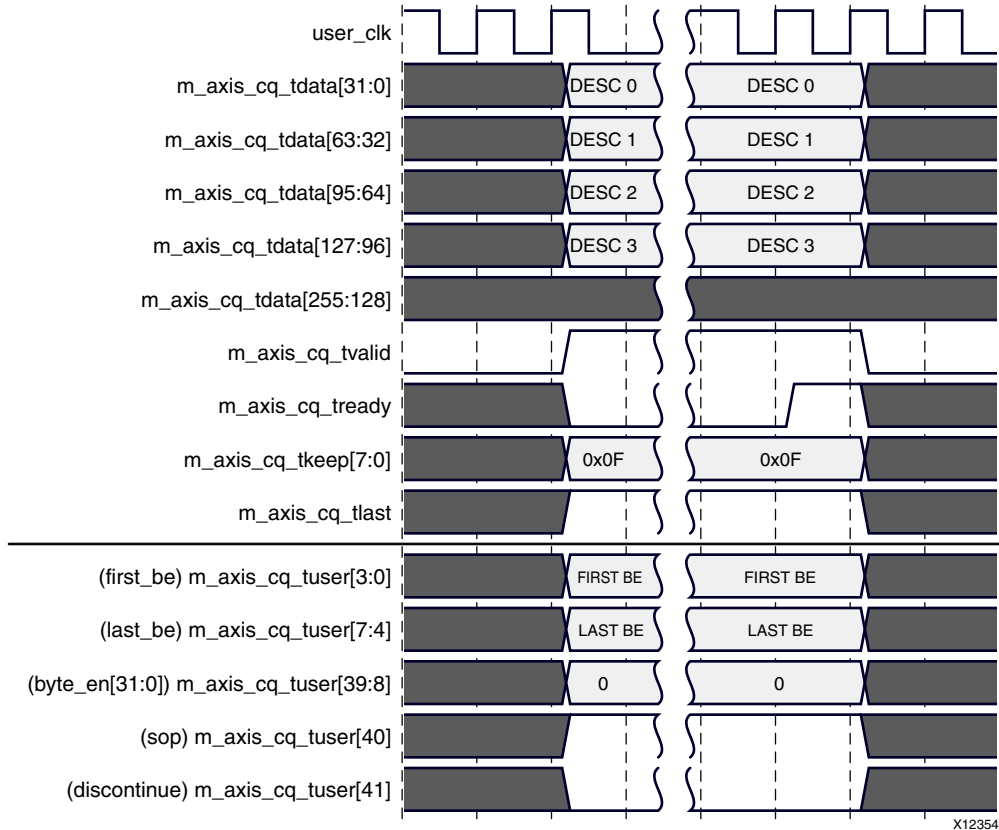 user_clk
m_axis_cq_tdata[31:0] DESC 0 DESC 0
m_axis_cq_tdata[63:32] DESC 1 DESC 1
m_axis_cq_tdata[95:64] DESC 2 DESC 2
m_axis_cq_tdata[127:96] DESC 3 DESC 3
m_axis_cq_tdata[255:128]
m_axis_cq_tvalid
m_axis_cq_tready
m_axis_cq_tkeep[7:0] 0x0F 0x0F
m_axis_cq_tlast
(first_be) m_axis_cq_tuser[3:0] FIRST BE FIRST BE
(last_be) m_axis_cq_tuser[7:4] LAST BE LAST BE
(byte_en[31:0]) m_axis_cq_tuser[39:8] 0 0
(sop) m_axis_cq_tuser[40]
(discontinue) m_axis_cq_tuser[41]
X12354